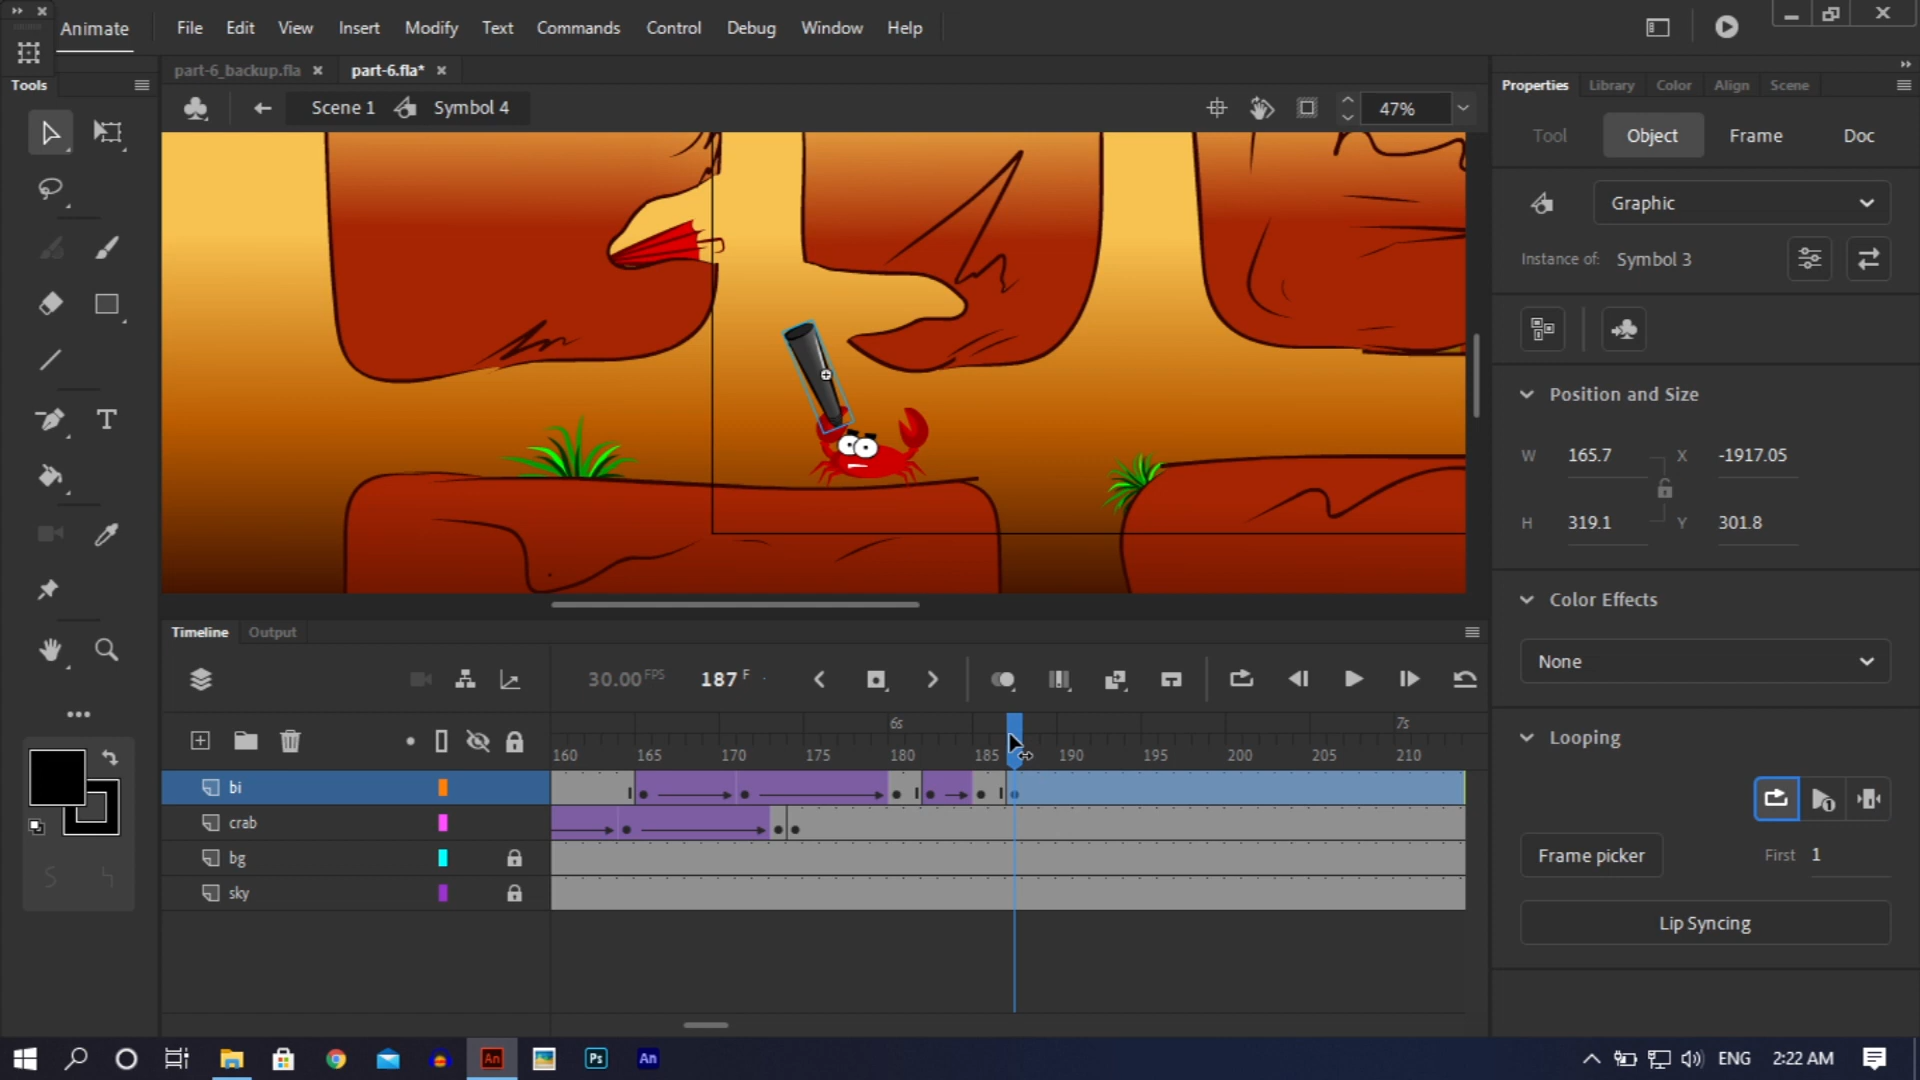 Animate
File Edit View Insert Modify Text Commands Control Debug Window Help
Tools
part-6_backup.fla
part-6.fla*
Scene 1 Symbol 4
47%
Properties Library Color Align Scene
Tool Object Frame Doc
Graphic
Instance of: Symbol 3
Position and Size
W 165.7 X -1917.05
H 319.1 Y 301.8
Color Effects
None
Looping
Frame picker First 1
Lip Syncing
Timeline Output
30.00 FPS 187 F
6s 7s
160 165 170 175 180 185 190 195 200 205 210
bi
crab
bg
sky
T
An Ps An
ENG 2:22 AM